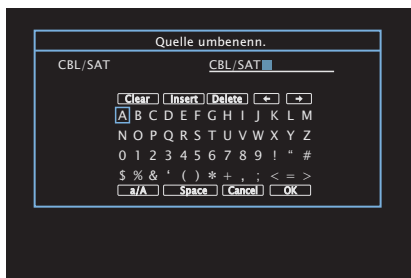 Quelle umbenenn.
CBL/SAT CBL/SAT
Clear Insert Delete ← →
A B C D E F G H I J K L M
N O P Q R S T U V W X Y Z
0 1 2 3 4 5 6 7 8 9 ! “ #
$ % & ‘ ( ) * + , ; < = >
a/A Space Cancel OK